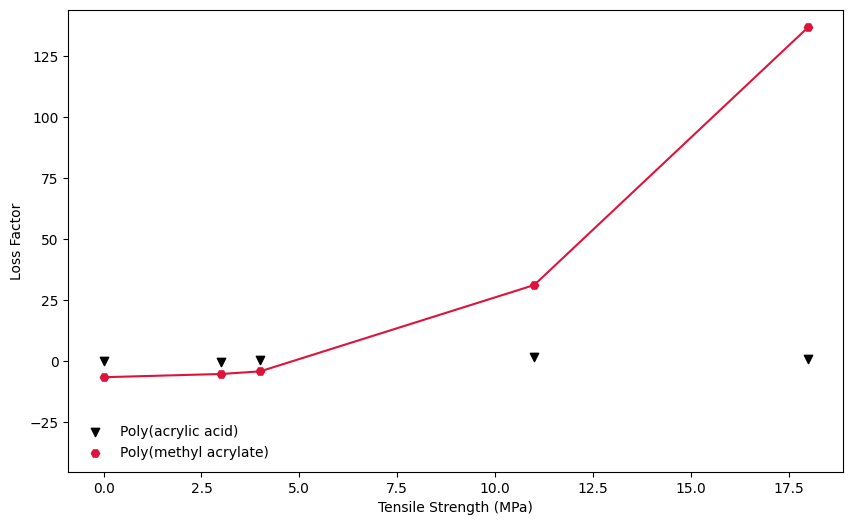 125
100
75
50
25
0
−25
Loss Factor
Poly(acrylic acid)
Poly(methyl acrylate)
0.0 2.5 5.0 7.5 10.0 12.5 15.0 17.5
Tensile Strength (MPa)